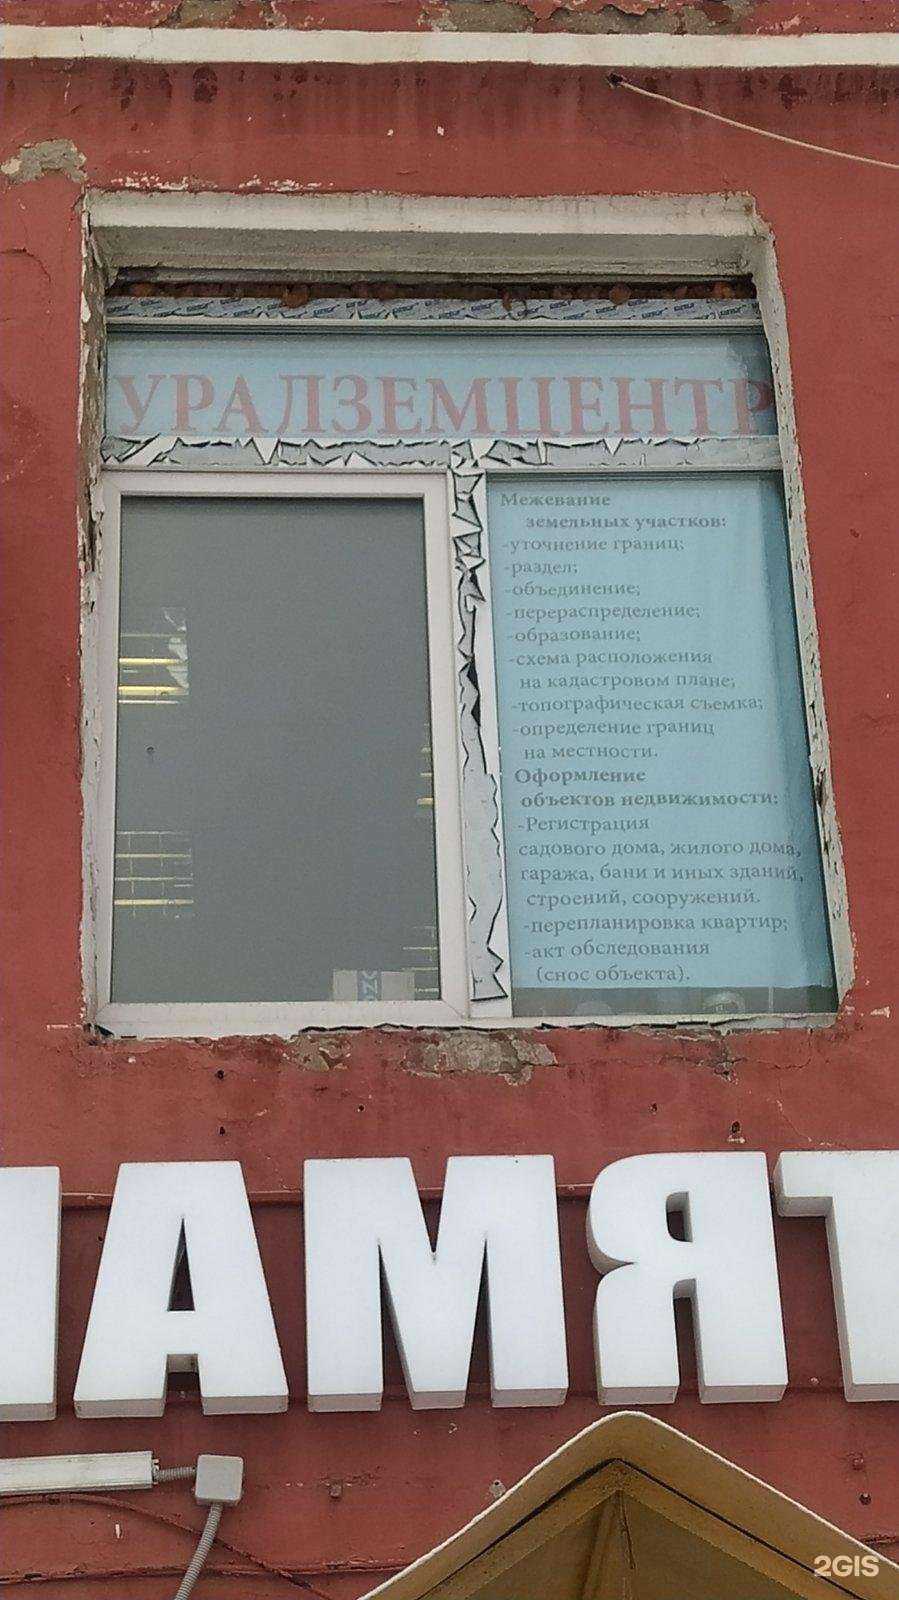 УРАЛЗЕМЦЕНТР
Межевание
земельных участков:
-уточнение границ;
-раздел;
-объединение;
-перераспределение;
-образование;
-схема расположения
на кадастровом плане;
-топографическая съемка;
-определение границ
на местности.
Оформление
объектов недвижимости:
-Регистрация
садового дома, жилого дома,
гаража, бани и иных зданий,
строений, сооружений.
-перепланировка квартир;
-акт обследования
(снос объекта).
ПАМЯТ
2GIS